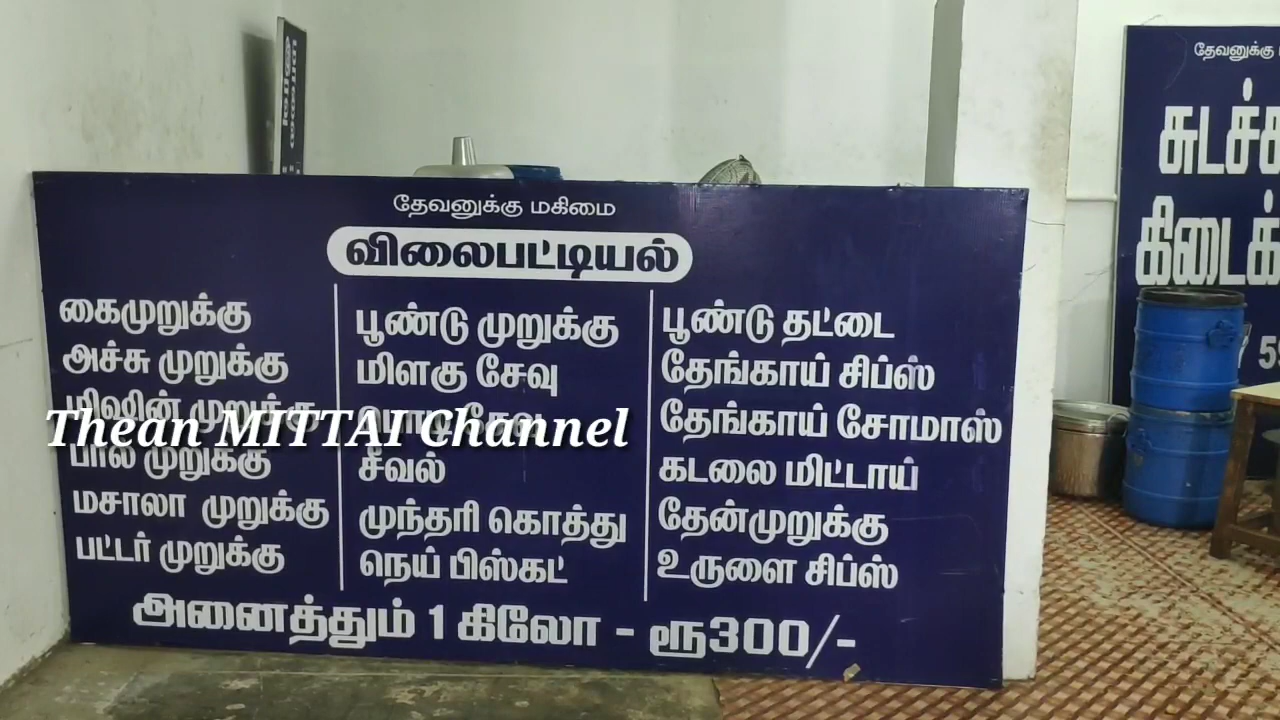 தேவனுக்கு மகிமை
விலைபட்டியல்
கைமுறுக்கு
அச்சு முறுக்கு
முறுக்கு
பால் முறுக்கு
மசாலா முறுக்கு
பட்டர் முறுக்கு
பூண்டு முறுக்கு
மிளகு சேவு
சீவல்
முந்தரி கொத்து
நெய் பிஸ்கட்
பூண்டு தட்டை
தேங்காய் சிப்ஸ்
தேங்காய் சோமாஸ்
கடலை மிட்டாய்
தேன்முறுக்கு
உருளை சிப்ஸ்
அனைத்தும் 1 கிலோ - ரூ300/-
Thean MITTAI Channel
தேவனுக்கு